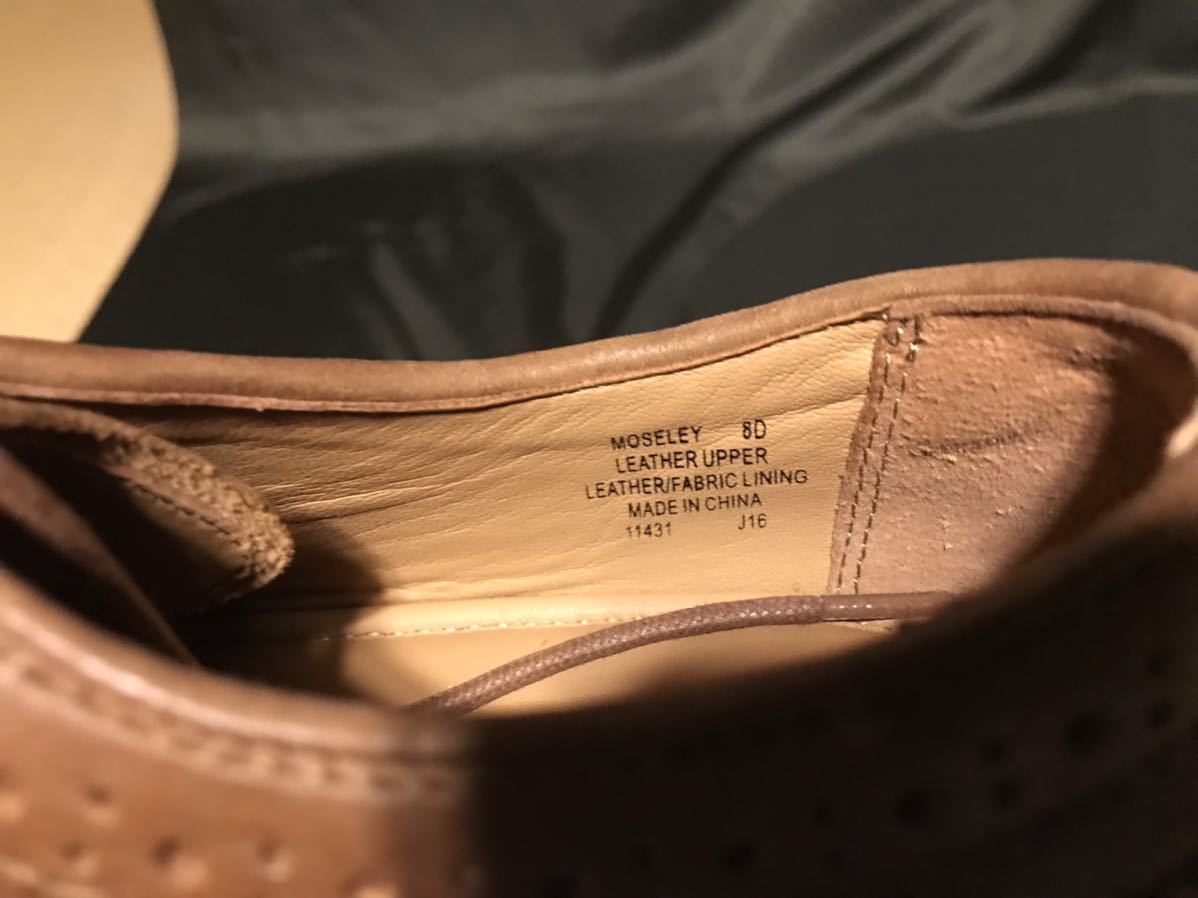 MOSELEY 8D
LEATHER UPPER
LEATHER/FABRIC LINING
MADE IN CHINA
11431 J16